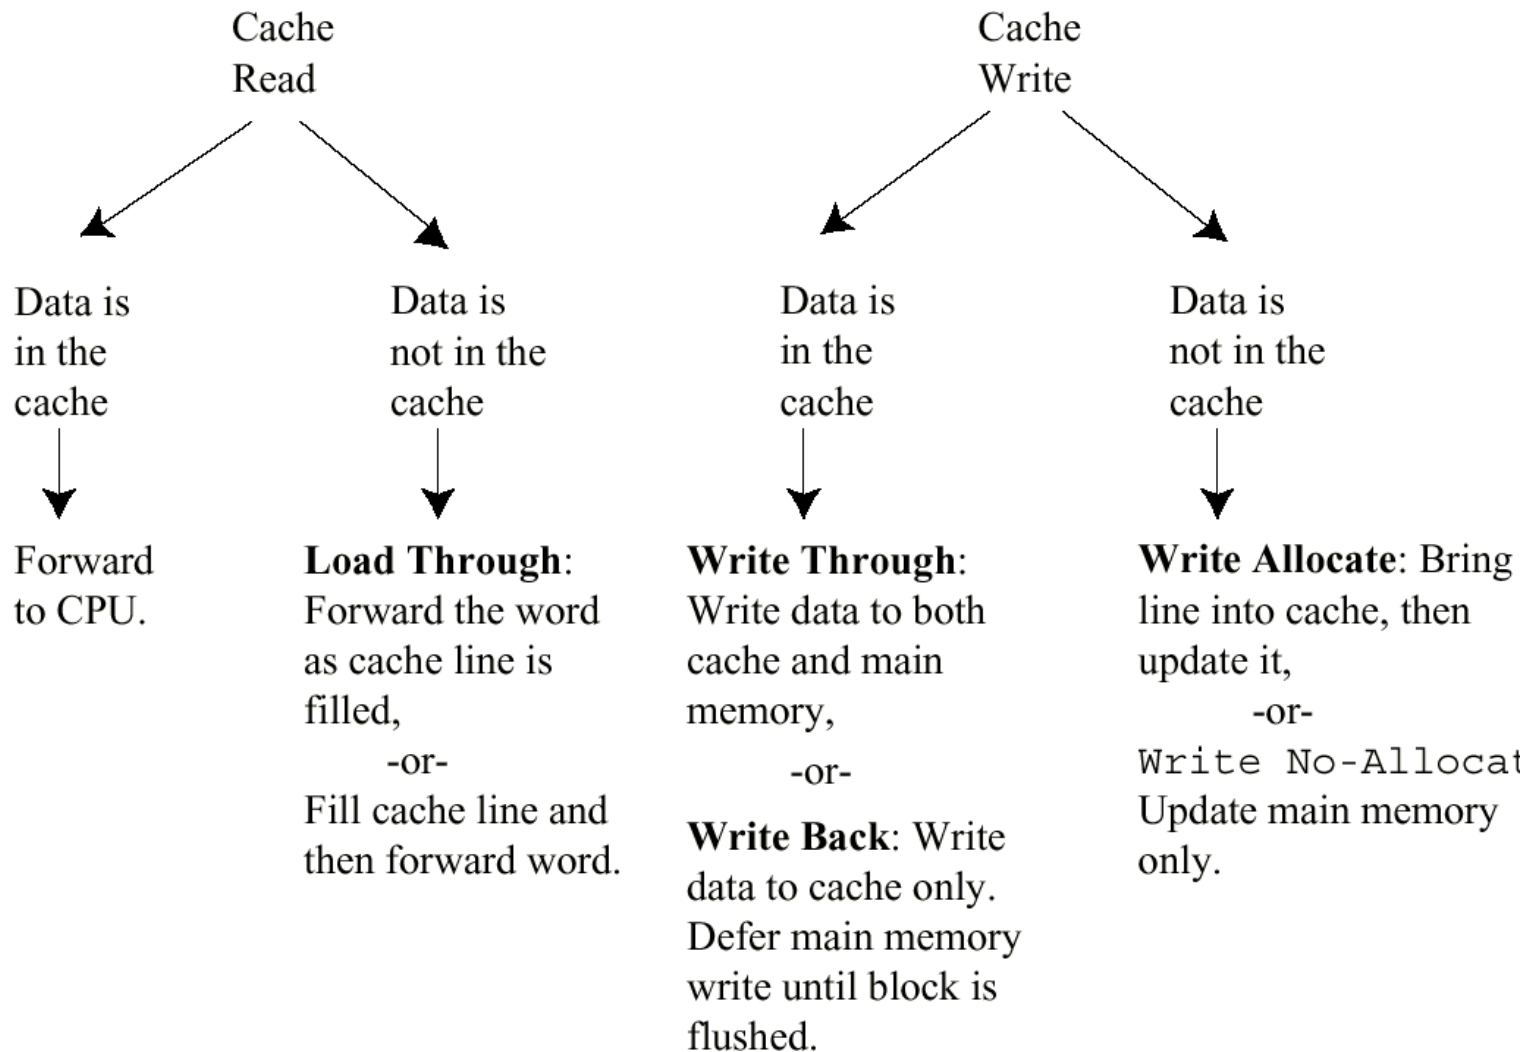 Cache
Read
Cache
Write
Data is
in the
cache
Data is
not in the
cache
Data is
in the
cache
Data is
not in the
cache
Forward
to CPU.
Load Through:
Forward the word
as cache line is
filled,
-or-
Fill cache line and
then forward word.
Write Through:
Write data to both
cache and main
memory,
-or-
Write Back: Write
data to cache only.
Defer main memory
write until block is
flushed.
Write Allocate: Bring
line into cache, then
update it,
-or-
Write No-Allocat
Update main memory
only.